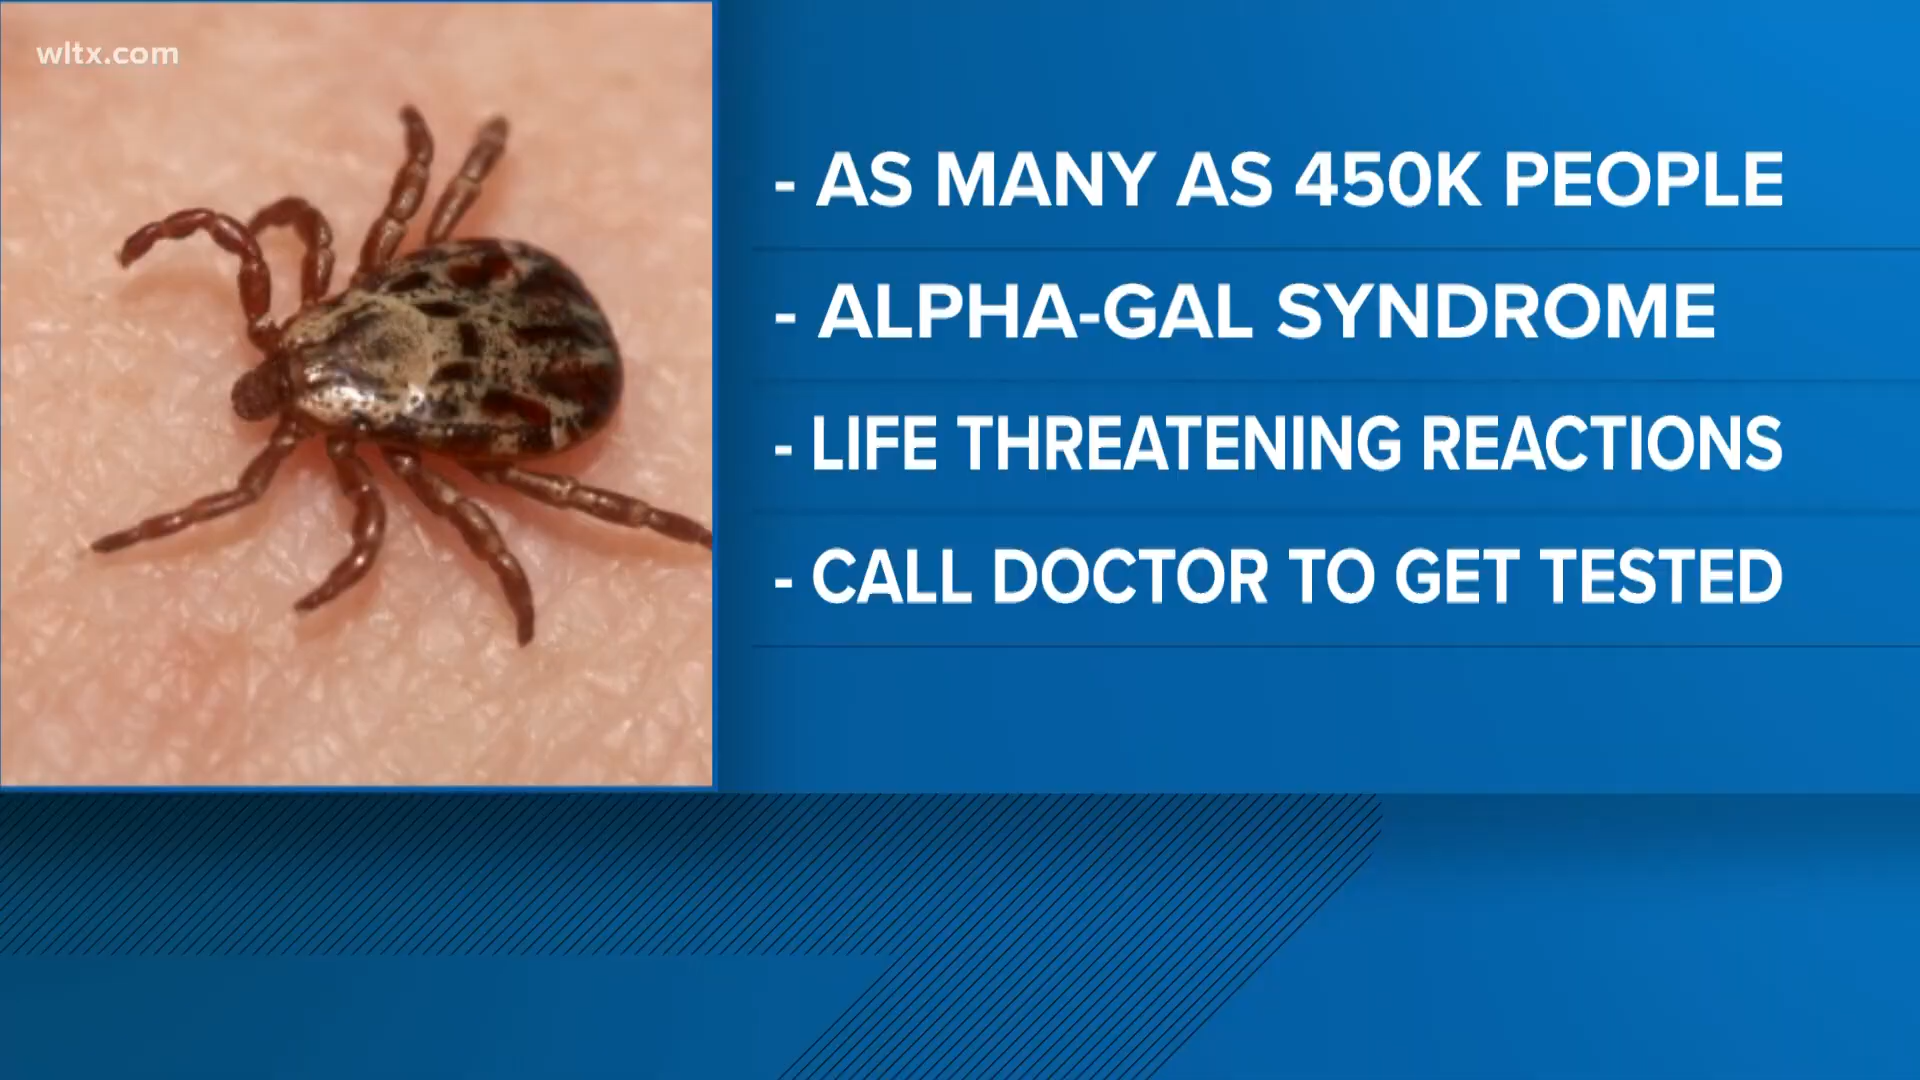 wltx.com
- AS MANY AS 450K PEOPLE
- ALPHA-GAL SYNDROME
- LIFE THREATENING REACTIONS
- CALL DOCTOR TO GET TESTED